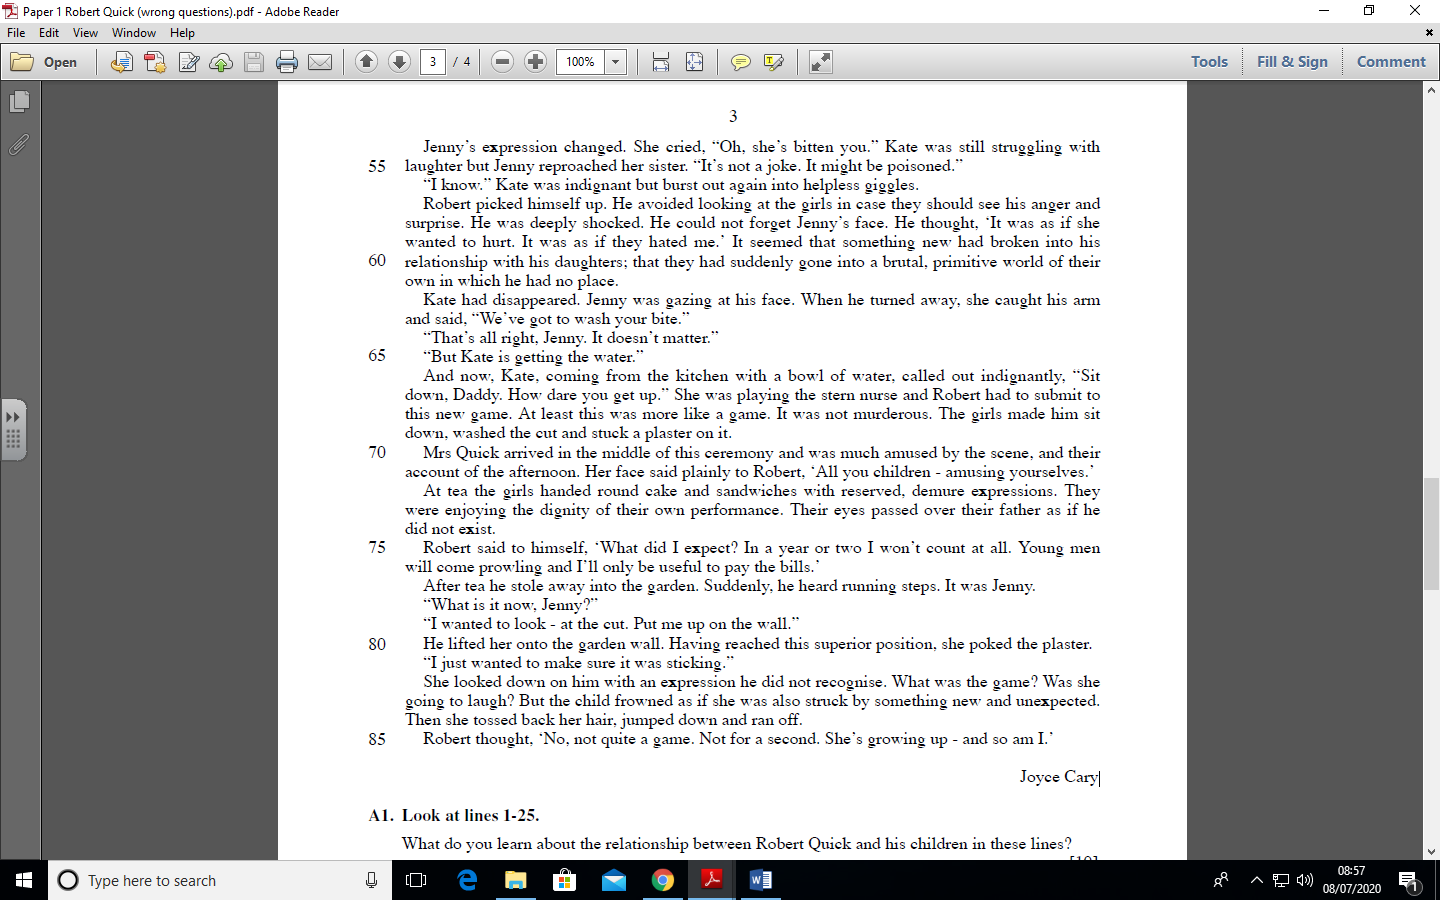 Paper 1 Robert Quick (wrong questions).pdf - Adobe Reader
File Edit View Window Help
Open 3 / 4 100% Tools Fill & Sign Comment
3
Jenny's expression changed. She cried, "Oh, she's bitten you." Kate was still struggling with
55 laughter but Jenny reproached her sister. "It's not a joke. It might be poisoned."
"I know." Kate was indignant but burst out again into helpless giggles.
Robert picked himself up. He avoided looking at the girls in case they should see his anger and
surprise. He was deeply shocked. He could not forget Jenny's face. He thought, 'It was as if she
wanted to hurt. It was as if they hated me.' It seemed that something new had broken into his
60 relationship with his daughters; that they had suddenly gone into a brutal, primitive world of their
own in which he had no place.
Kate had disappeared. Jenny was gazing at his face. When he turned away, she caught his arm
and said, "We've got to wash your bite."
"That's all right, Jenny. It doesn't matter."
65 "But Kate is getting the water."
And now, Kate, coming from the kitchen with a bowl of water, called out indignantly, "Sit
down, Daddy. How dare you get up." She was playing the stern nurse and Robert had to submit to
this new game. At least this was more like a game. It was not murderous. The girls made him sit
down, washed the cut and stuck a plaster on it.
70 Mrs Quick arrived in the middle of this ceremony and was much amused by the scene, and their
account of the afternoon. Her face said plainly to Robert, 'All you children - amusing yourselves.'
At tea the girls handed round cake and sandwiches with reserved, demure expressions. They
were enjoying the dignity of their own performance. Their eyes passed over their father as if he
did not exist.
75 Robert said to himself, 'What did I expect? In a year or two I won't count at all. Young men
will come prowling and I'll only be useful to pay the bills.'
After tea he stole away into the garden. Suddenly, he heard running steps. It was Jenny.
"What is it now, Jenny?"
"I wanted to look - at the cut. Put me up on the wall."
80 He lifted her onto the garden wall. Having reached this superior position, she poked the plaster.
"I just wanted to make sure it was sticking."
She looked down on him with an expression he did not recognise. What was the game? Was she
going to laugh? But the child frowned as if she was also struck by something new and unexpected.
Then she tossed back her hair, jumped down and ran off.
85 Robert thought, 'No, not quite a game. Not for a second. She's growing up - and so am I.'
Joyce Cary
A1. Look at lines 1-25.
What do you learn about the relationship between Robert Quick and his children in these lines?
Type here to search
08:57
08/07/2020
1